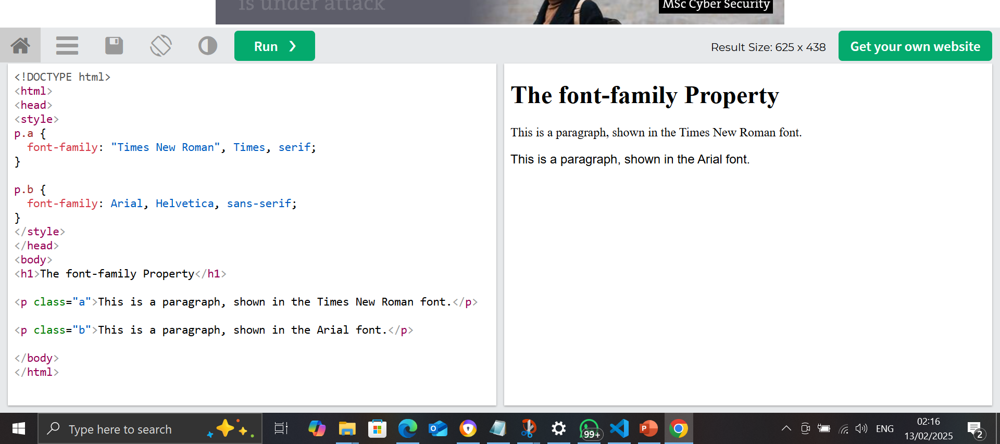 is under attack
MSc Cyber Security
Run ❯
Result Size: 625 x 438
Get your own website
<!DOCTYPE html>
<html>
<head>
<style>
p.a {
  font-family: "Times New Roman", Times, serif;
}

p.b {
  font-family: Arial, Helvetica, sans-serif;
}
</style>
</head>
<body>
<h1>The font-family Property</h1>

<p class="a">This is a paragraph, shown in the Times New Roman font.</p>

<p class="b">This is a paragraph, shown in the Arial font.</p>

</body>
</html>
The font-family Property
This is a paragraph, shown in the Times New Roman font.
This is a paragraph, shown in the Arial font.
Type here to search
99+
ENG
02:16
13/02/2025
2